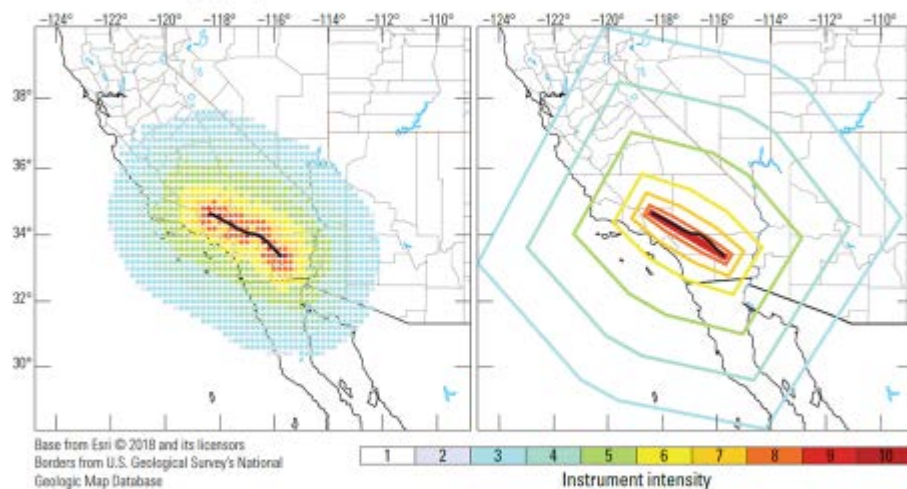 −124° −122° −120° −118° −116° −114° −112° −110° −124° −122° −120° −118° −116° −114° −112° −110°
38°
36°
34°
32°
30°
Base from Esri © 2018 and its licensors
Borders from U.S. Geological Survey's National
Geologic Map Database
1 2 3 4 5 6 7 8 9 10
Instrument intensity